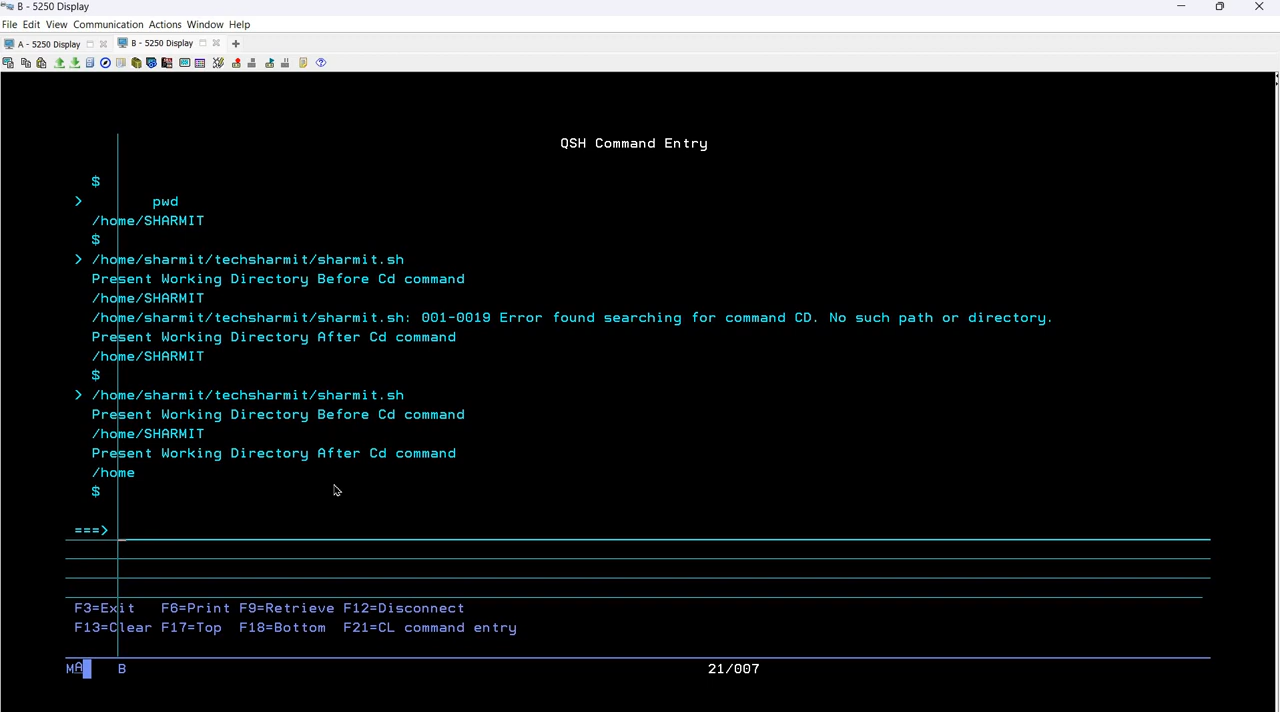 B - 5250 Display
File Edit View Communication Actions Window Help
A - 5250 Display B - 5250 Display
QSH Command Entry
$
> pwd
/home/SHARMIT
$
> /home/sharmit/techsharmit/sharmit.sh
Present Working Directory Before Cd command
/home/SHARMIT
/home/sharmit/techsharmit/sharmit.sh: 001-0019 Error found searching for command CD. No such path or directory.
Present Working Directory After Cd command
/home/SHARMIT
$
> /home/sharmit/techsharmit/sharmit.sh
Present Working Directory Before Cd command
/home/SHARMIT
Present Working Directory After Cd command
/home
$
===>
F3=Exit F6=Print F9=Retrieve F12=Disconnect
F13=Clear F17=Top F18=Bottom F21=CL command entry
MA B 21/007